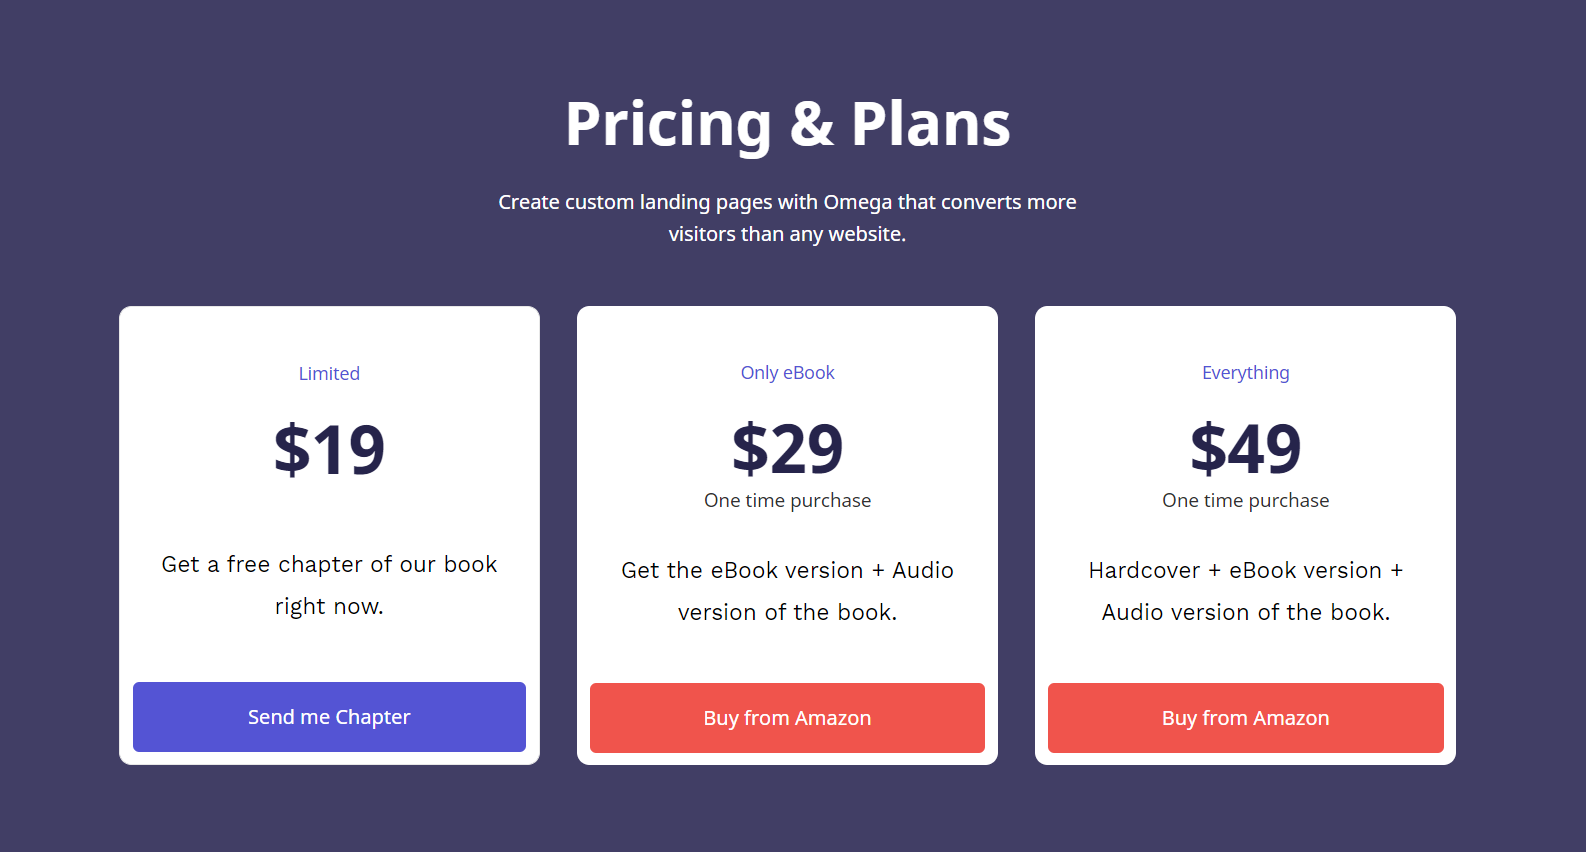 Pricing & Plans
Create custom landing pages with Omega that converts more
visitors than any website.
Limited
$19
Get a free chapter of our book
right now.
Send me Chapter
Only eBook
$29
One time purchase
Get the eBook version + Audio
version of the book.
Buy from Amazon
Everything
$49
One time purchase
Hardcover + eBook version +
Audio version of the book.
Buy from Amazon